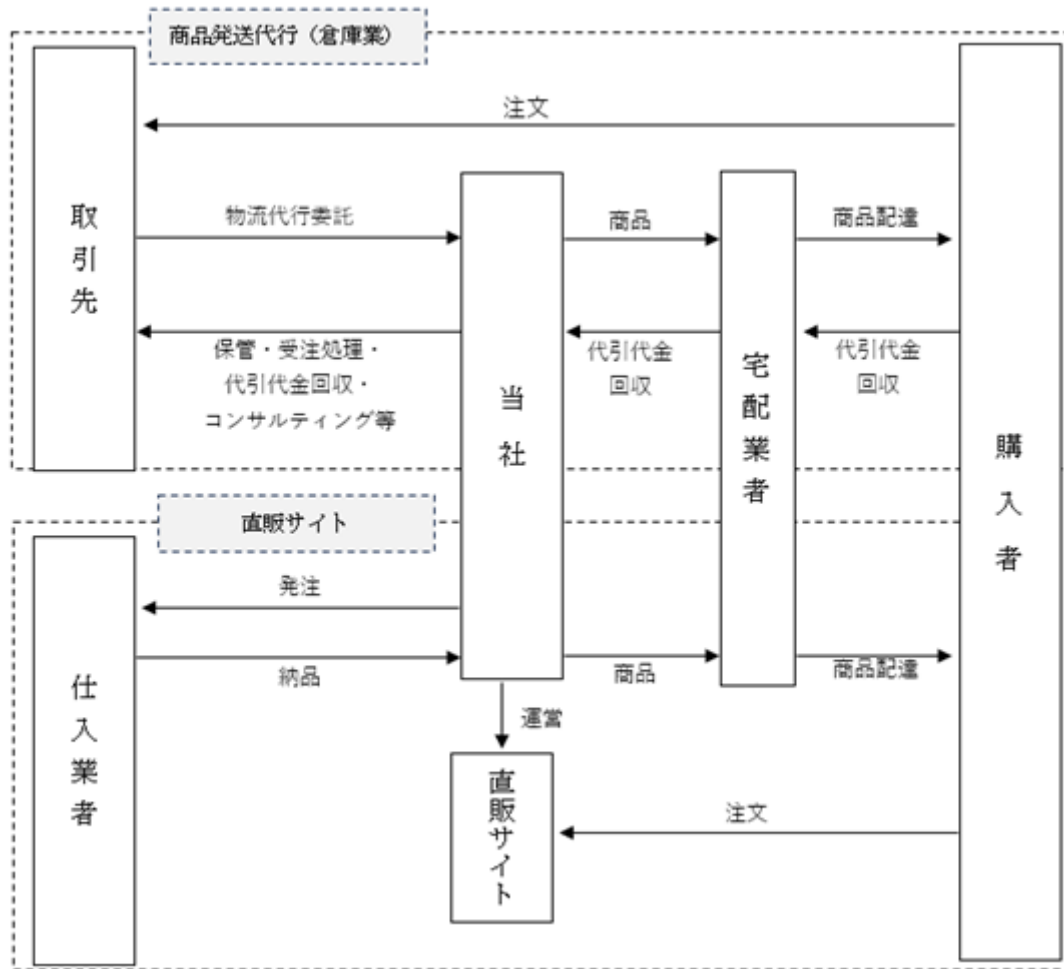 商品発送代行（倉庫業）
注文
取引先
物流代行委託
商品
商品配達
保管・受注処理・
代引代金回収・
コンサルティング等
代引代金
回収
代引代金
回収
当社
宅配業者
購入者
直販サイト
発注
仕入業者
納品
商品
商品配達
運営
直販サイト
注文